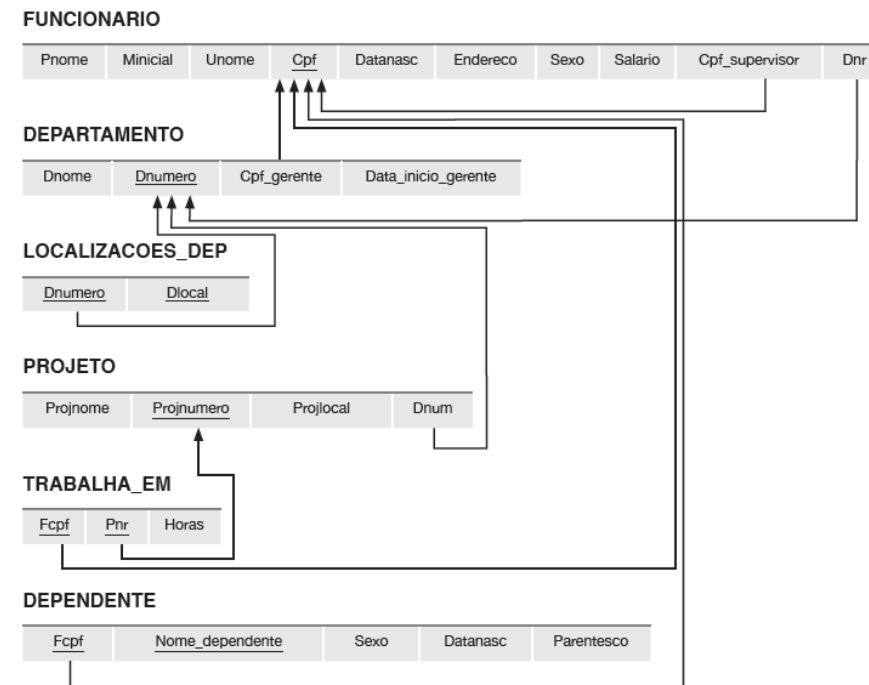 FUNCIONARIO
Pnome Minicial Unome Cpf Datanasc Endereco Sexo Salario Cpf_supervisor Dnr
DEPARTAMENTO
Dnome Dnumero Cpf_gerente Data_inicio_gerente
LOCALIZACOES_DEP
Dnumero Dlocal
PROJETO
Projnome Projnumero Projlocal Dnum
TRABALHA_EM
Fcpf Pnr Horas
DEPENDENTE
Fcpf Nome_dependente Sexo Datanasc Parentesco